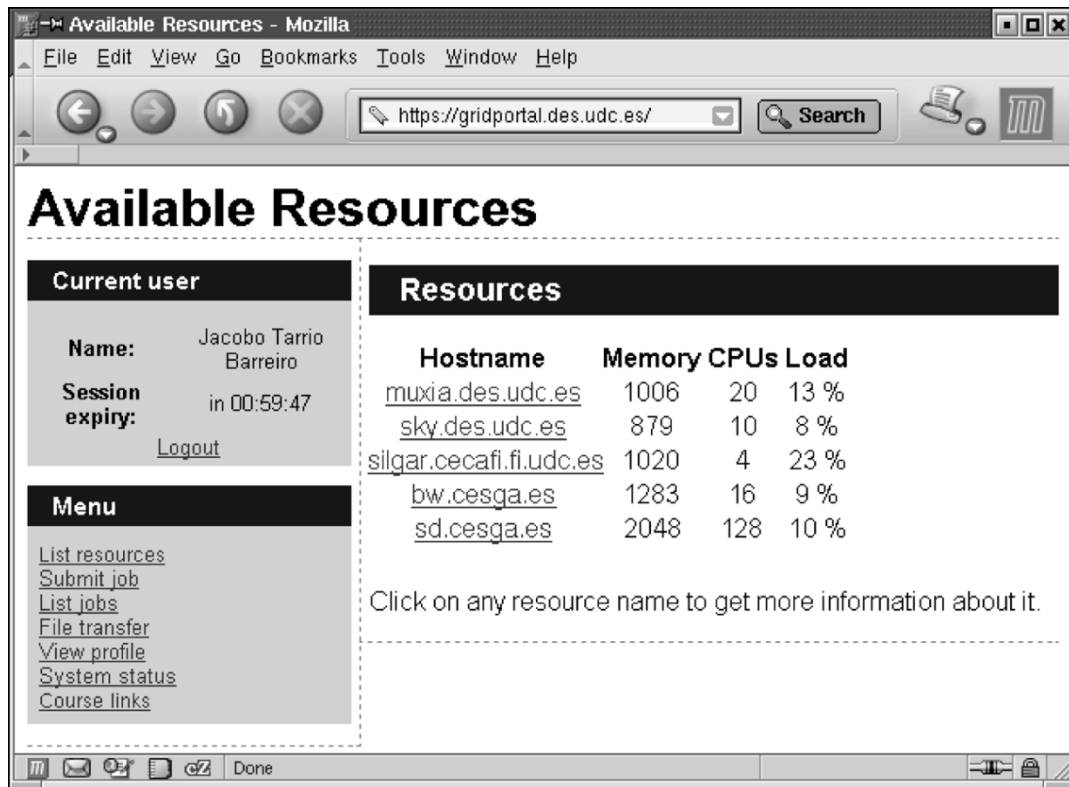 Available Resources - Mozilla
File Edit View Go Bookmarks Tools Window Help
https://gridportal.des.udc.es/ Search
Available Resources
Current user
Name: Jacobo Tarrio
Barreiro
Session
expiry: in 00:59:47
Logout
Menu
List resources
Submit job
List jobs
File transfer
View profile
System status
Course links
Resources
Hostname Memory CPUs Load
muxia.des.udc.es 1006 20 13 %
sky.des.udc.es 879 10 8 %
silgar.cecafi.fi.udc.es 1020 4 23 %
bw.cesga.es 1283 16 9 %
sd.cesga.es 2048 128 10 %
Click on any resource name to get more information about it.
Done